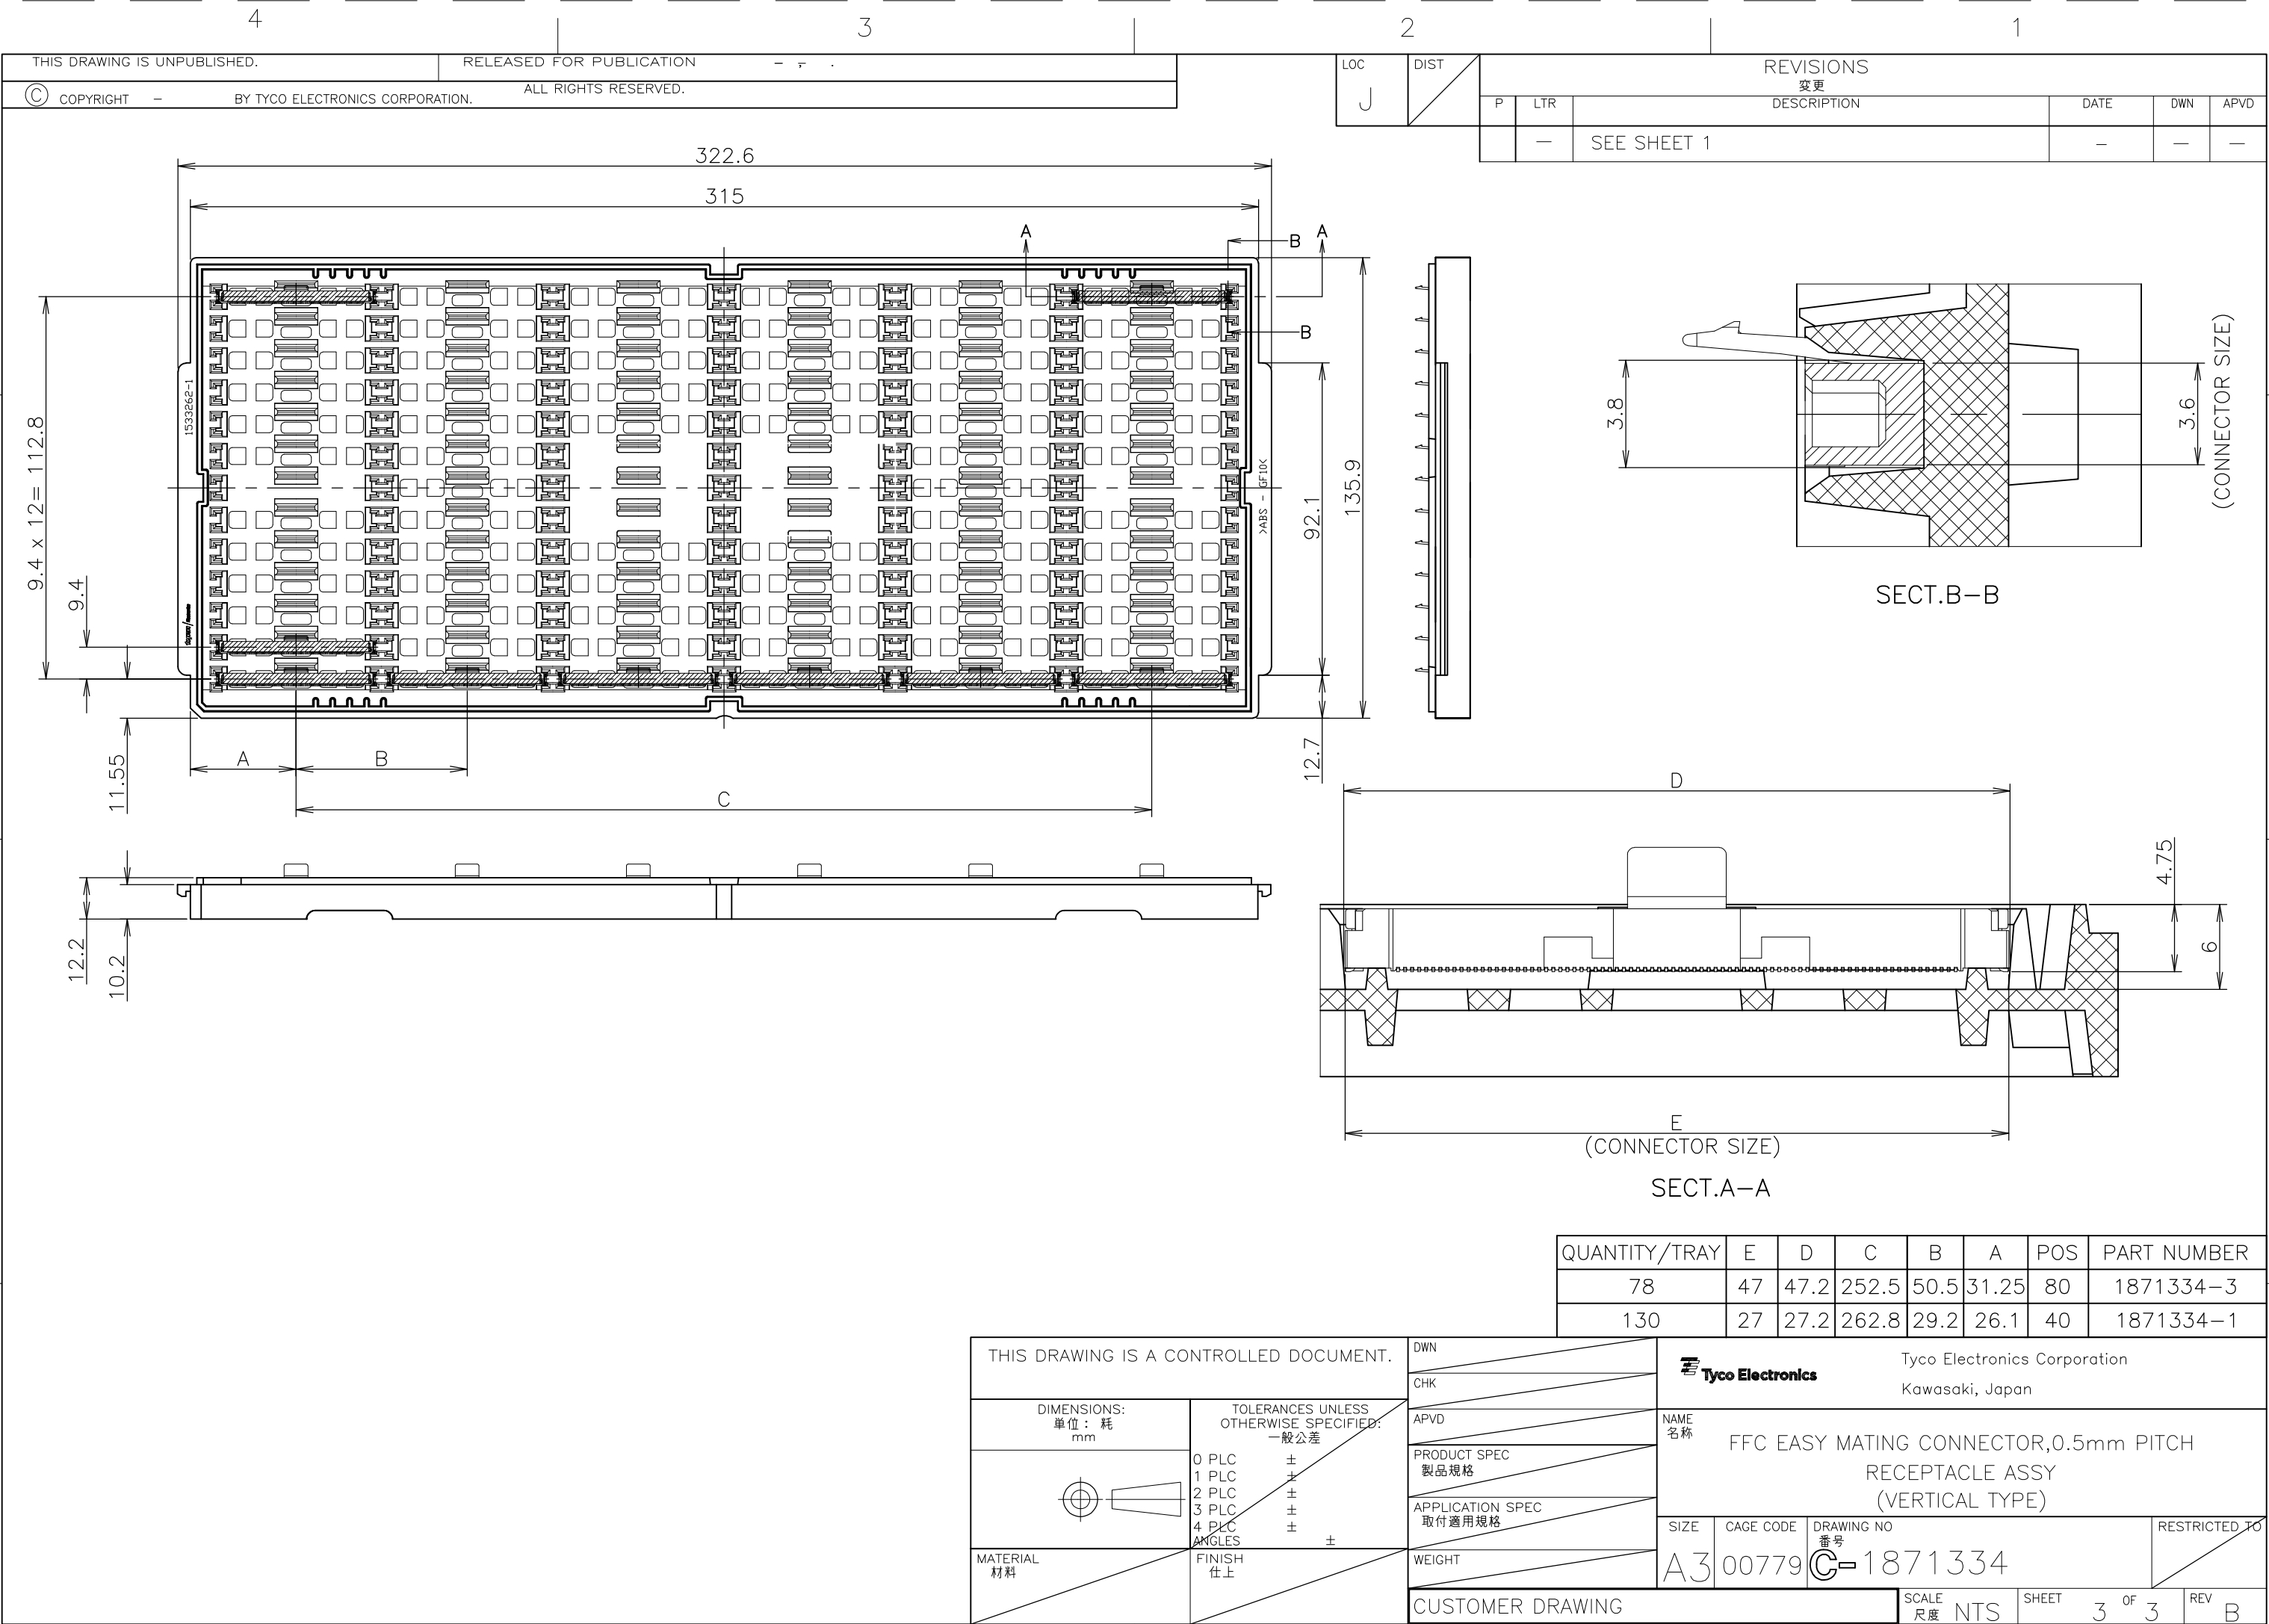 4
3
2
1
THIS DRAWING IS UNPUBLISHED.
RELEASED FOR PUBLICATION - , .
© COPYRIGHT - BY TYCO ELECTRONICS CORPORATION.
ALL RIGHTS RESERVED.
LOC
J
DIST
REVISIONS
変更
P LTR DESCRIPTION DATE DWN APVD
- SEE SHEET 1 - - -
322.6
315
A
A
B
B
1533262-1
>ABS - GF10<
9.4 x 12= 112.8
9.4
11.55
92.1
135.9
12.7
A
B
C
12.2
10.2
3.8
3.6
(CONNECTOR SIZE)
SECT.B-B
D
4.75
6
E
(CONNECTOR SIZE)
SECT.A-A
QUANTITY/TRAY E D C B A POS PART NUMBER
78 47 47.2 252.5 50.5 31.25 80 1871334-3
130 27 27.2 262.8 29.2 26.1 40 1871334-1
THIS DRAWING IS A CONTROLLED DOCUMENT.
DIMENSIONS:
単位： 粍
mm
TOLERANCES UNLESS
OTHERWISE SPECIFIED:
一般公差
0 PLC ±
1 PLC ±
2 PLC ±
3 PLC ±
4 PLC ±
ANGLES ±
MATERIAL
材料
FINISH
仕上
DWN
CHK
APVD
PRODUCT SPEC
製品規格
APPLICATION SPEC
取付適用規格
WEIGHT
CUSTOMER DRAWING
Tyco Electronics
Tyco Electronics Corporation
Kawasaki, Japan
NAME
名称
FFC EASY MATING CONNECTOR,0.5mm PITCH
RECEPTACLE ASSY
(VERTICAL TYPE)
SIZE
A3
CAGE CODE
00779
DRAWING NO
番号
C-1871334
RESTRICTED TO
SCALE
尺度 NTS
SHEET 3 OF 3
REV B